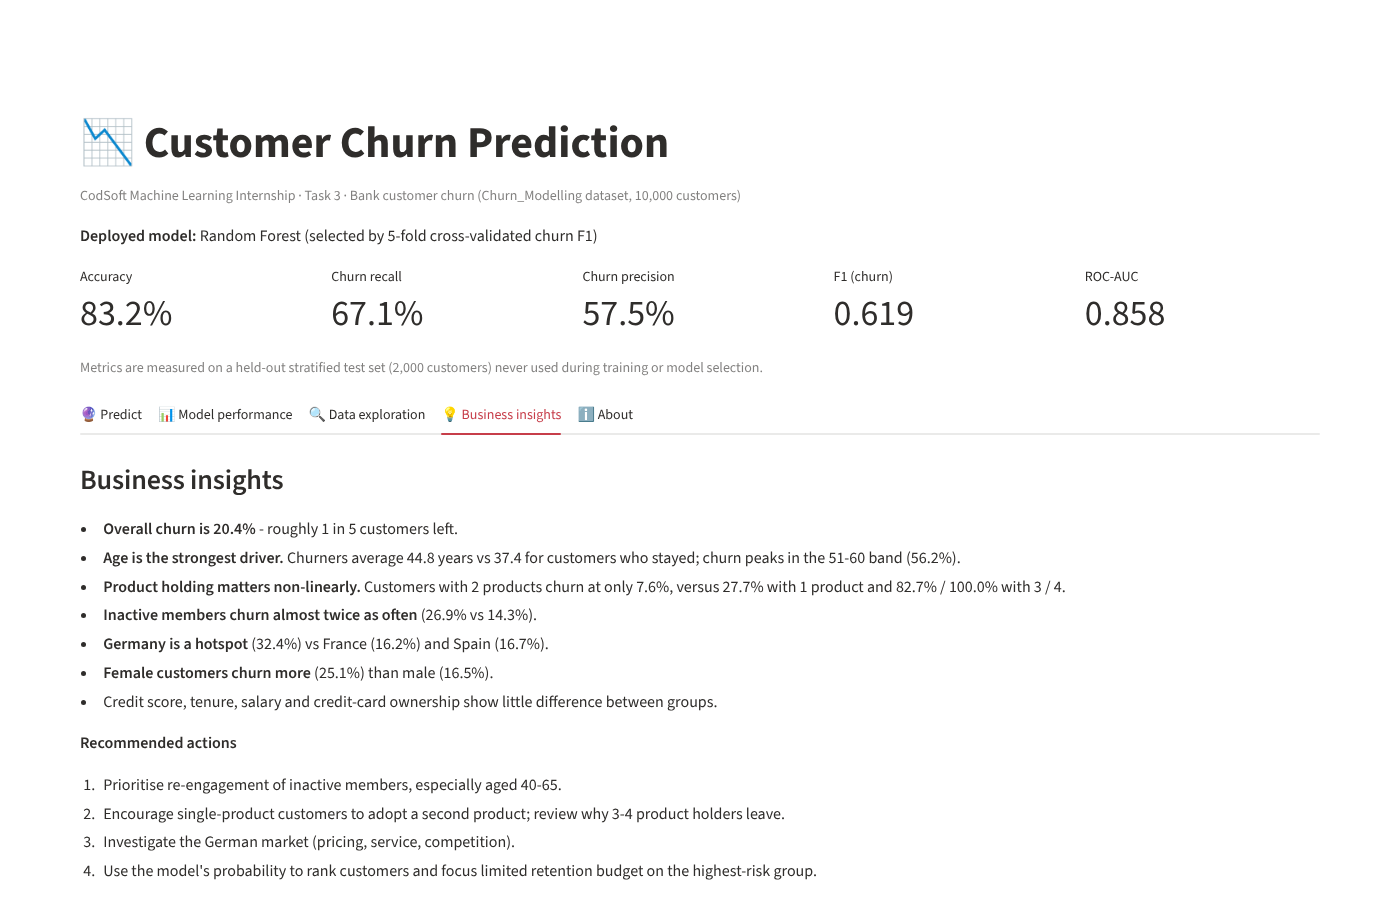 📉 Customer Churn Prediction
CodSoft Machine Learning Internship · Task 3 · Bank customer churn (Churn_Modelling dataset, 10,000 customers)
Deployed model: Random Forest (selected by 5-fold cross-validated churn F1)
Accuracy Churn recall Churn precision F1 (churn) ROC-AUC
83.2% 67.1% 57.5% 0.619 0.858
Metrics are measured on a held-out stratified test set (2,000 customers) never used during training or model selection.
🔮 Predict 📊 Model performance 🔍 Data exploration 💡 Business insights ℹ️ About
Business insights
• Overall churn is 20.4% - roughly 1 in 5 customers left.
• Age is the strongest driver. Churners average 44.8 years vs 37.4 for customers who stayed; churn peaks in the 51-60 band (56.2%).
• Product holding matters non-linearly. Customers with 2 products churn at only 7.6%, versus 27.7% with 1 product and 82.7% / 100.0% with 3 / 4.
• Inactive members churn almost twice as often (26.9% vs 14.3%).
• Germany is a hotspot (32.4%) vs France (16.2%) and Spain (16.7%).
• Female customers churn more (25.1%) than male (16.5%).
• Credit score, tenure, salary and credit-card ownership show little difference between groups.
Recommended actions
1. Prioritise re-engagement of inactive members, especially aged 40-65.
2. Encourage single-product customers to adopt a second product; review why 3-4 product holders leave.
3. Investigate the German market (pricing, service, competition).
4. Use the model's probability to rank customers and focus limited retention budget on the highest-risk group.